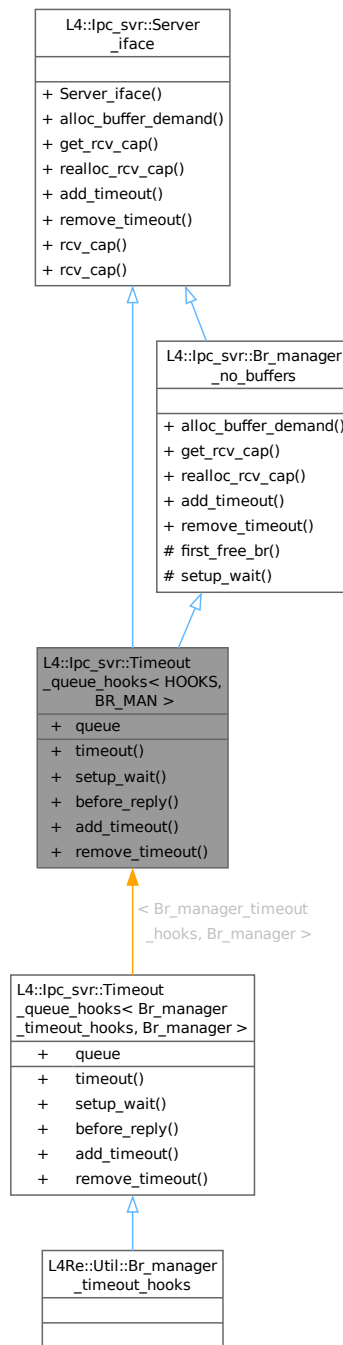 L4::Ipc_svr::Server
_iface
+ Server_iface()
+ alloc_buffer_demand()
+ get_rcv_cap()
+ realloc_rcv_cap()
+ add_timeout()
+ remove_timeout()
+ rcv_cap()
+ rcv_cap()
L4::Ipc_svr::Br_manager
_no_buffers
+ alloc_buffer_demand()
+ get_rcv_cap()
+ realloc_rcv_cap()
+ add_timeout()
+ remove_timeout()
# first_free_br()
# setup_wait()
L4::Ipc_svr::Timeout
_queue_hooks< HOOKS,
BR_MAN >
+ queue
+ timeout()
+ setup_wait()
+ before_reply()
+ add_timeout()
+ remove_timeout()
< Br_manager_timeout
_hooks, Br_manager >
L4::Ipc_svr::Timeout
_queue_hooks< Br_manager
_timeout_hooks, Br_manager >
+ queue
+ timeout()
+ setup_wait()
+ before_reply()
+ add_timeout()
+ remove_timeout()
L4Re::Util::Br_manager
_timeout_hooks